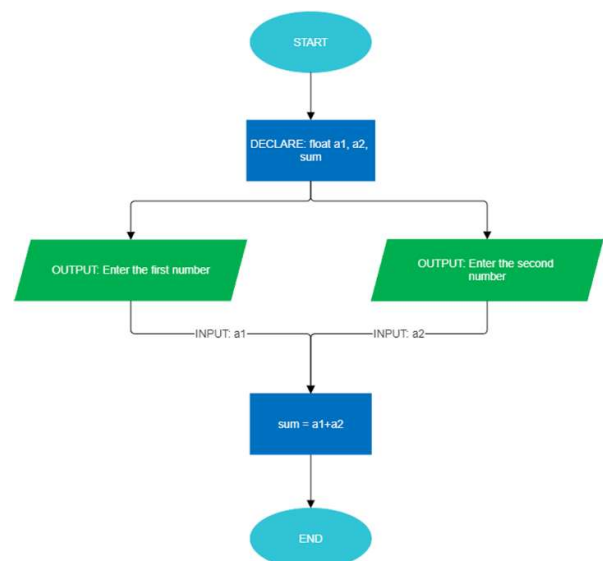 START
DECLARE: float a1, a2,
sum
OUTPUT: Enter the first number
OUTPUT: Enter the second
number
INPUT: a1
INPUT: a2
sum = a1+a2
END